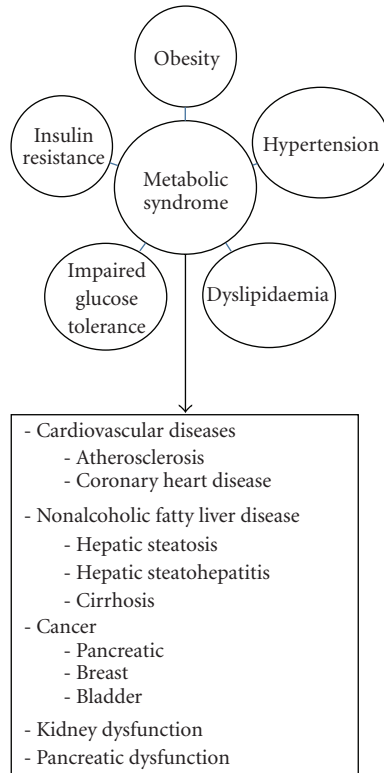 Obesity
Insulin
resistance
Hypertension
Metabolic
syndrome
Impaired
glucose
tolerance
Dyslipidaemia
- Cardiovascular diseases
- Atherosclerosis
- Coronary heart disease
- Nonalcoholic fatty liver disease
- Hepatic steatosis
- Hepatic steatohepatitis
- Cirrhosis
- Cancer
- Pancreatic
- Breast
- Bladder
- Kidney dysfunction
- Pancreatic dysfunction